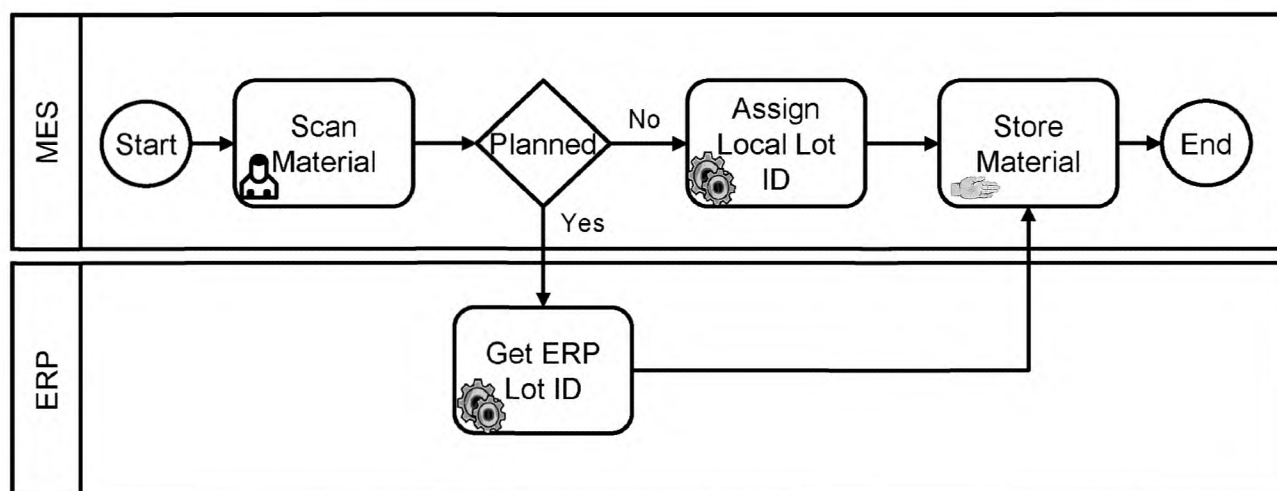 MES
Start
Scan
Material
Planned
No
Yes
Assign
Local Lot
ID
Store
Material
End
ERP
Get ERP
Lot ID